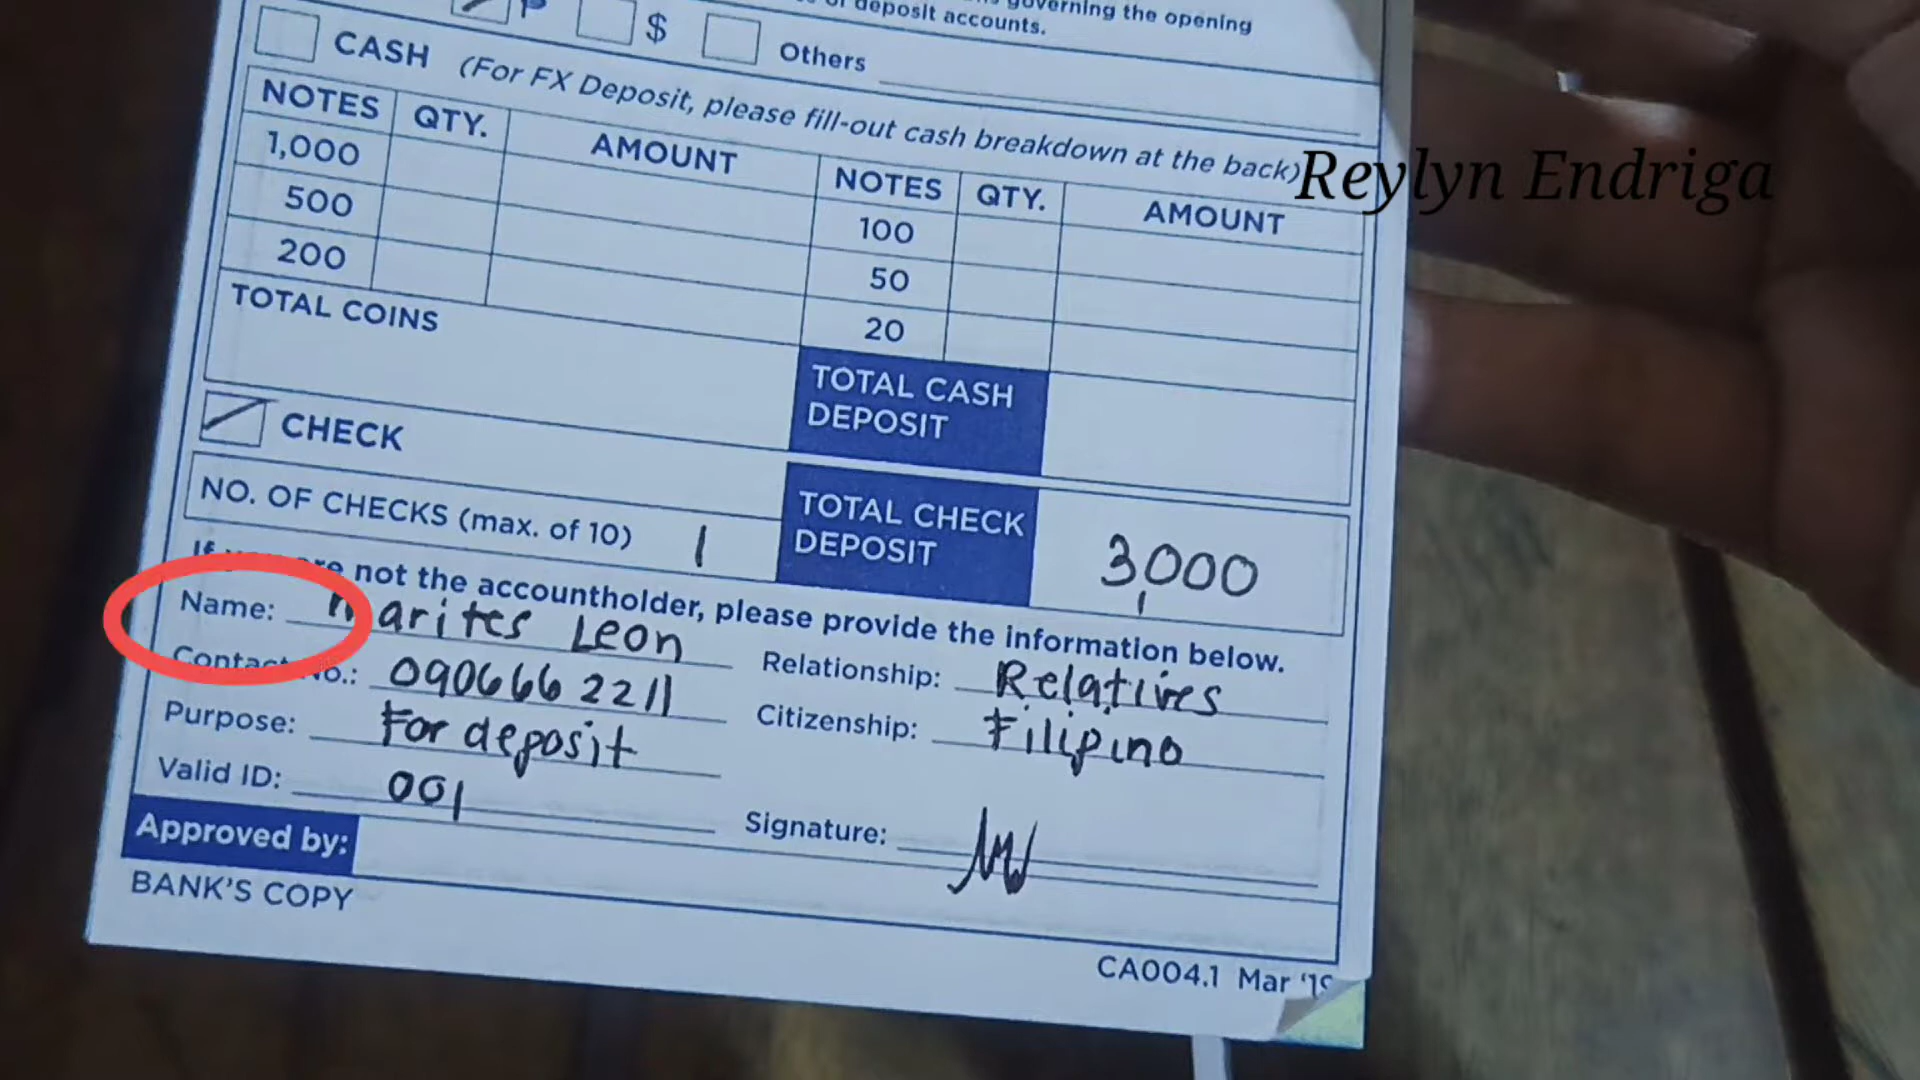 governing the opening
of deposit accounts.
P $ Others
CASH (For FX Deposit, please fill-out cash breakdown at the back)
Reylyn Endriga
NOTES QTY. AMOUNT NOTES QTY. AMOUNT
1,000 100
500 50
200 20
TOTAL COINS
TOTAL CASH
DEPOSIT
CHECK
NO. OF CHECKS (max. of 10) 1
TOTAL CHECK
DEPOSIT 3,000
If you are not the accountholder, please provide the information below.
Name: Marites Leon
Contact No.: 0906662211 Relationship: Relatives
Purpose: For deposit Citizenship: Filipino
Valid ID: 001 Signature:
Approved by:
BANK'S COPY
CA004.1 Mar '19